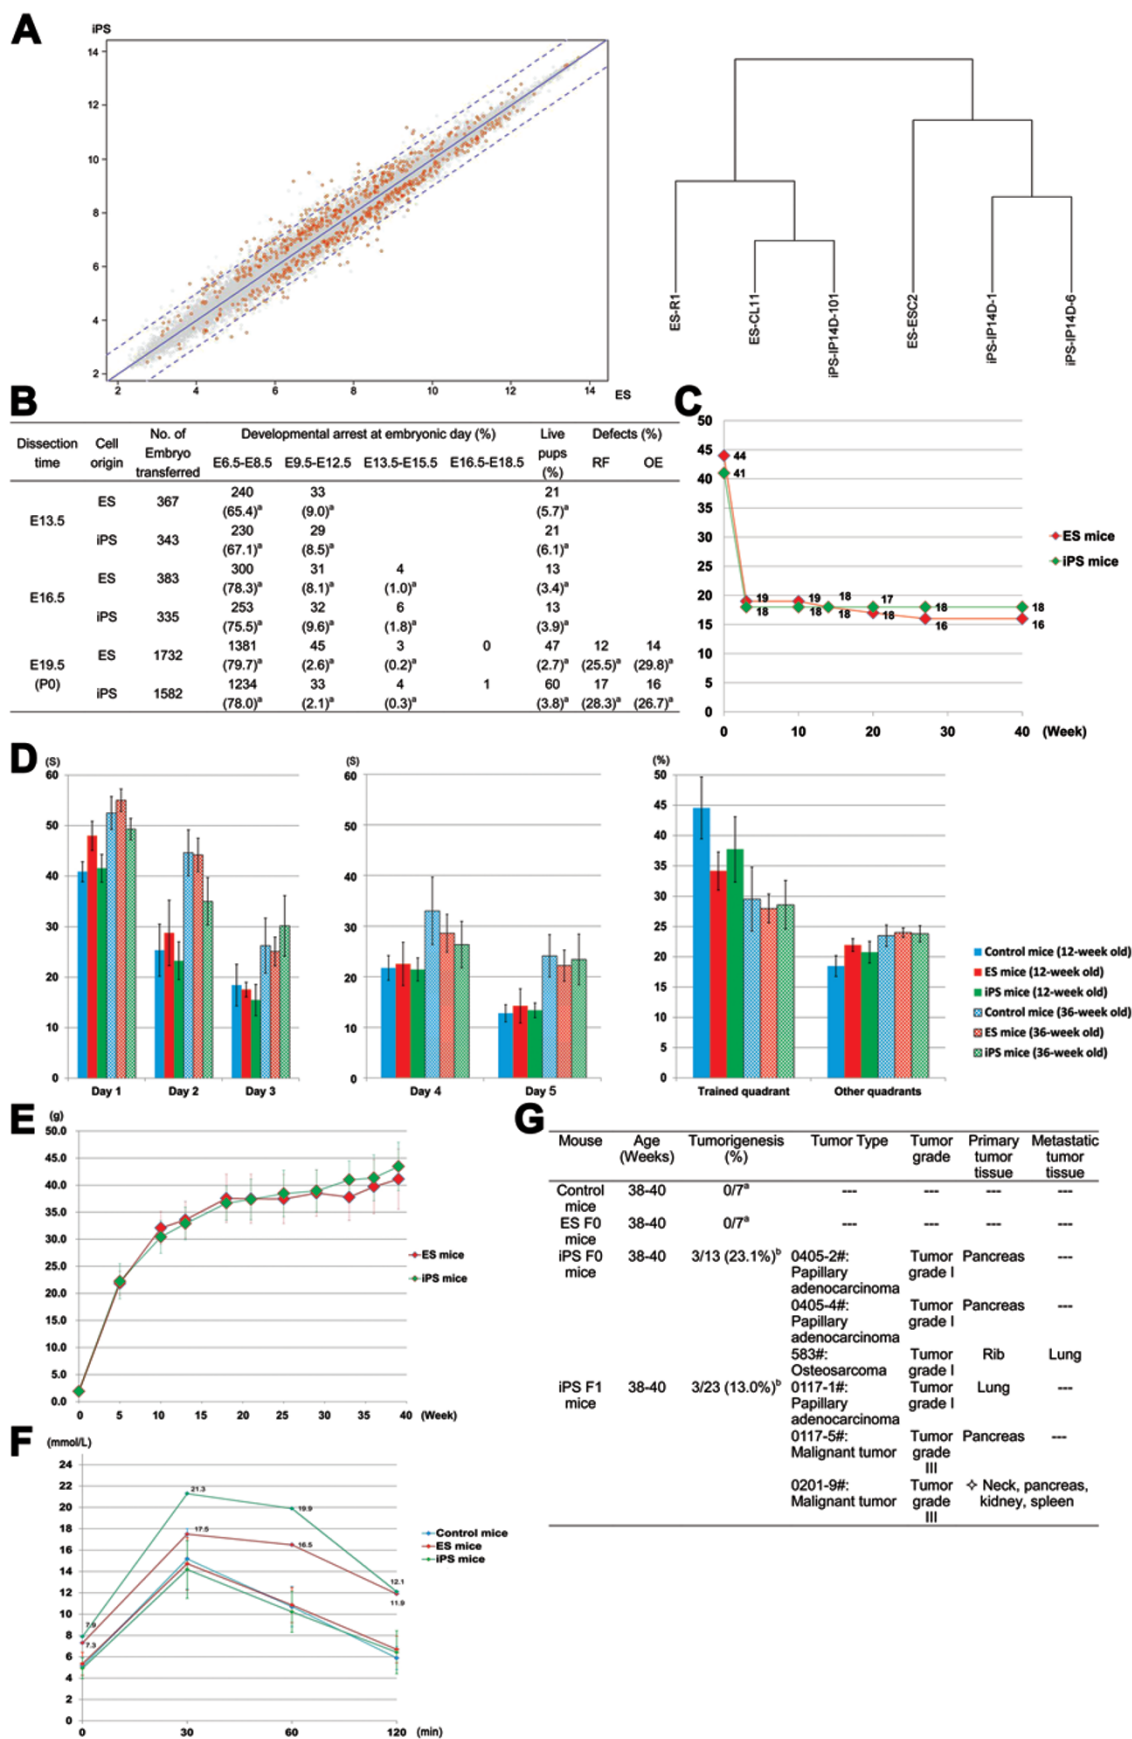 A
iPS
14
12
10
8
6
4
2
2 4 6 8 10 12 14
ES
ES-R1
ES-CL11
iPS-IP14D-101
ES-ESC2
iPS-IP14D-1
iPS-IP14D-6
B
Dissection time Cell origin No. of Embryo transferred Developmental arrest at embryonic day (%) Live pups (%) Defects (%)
E6.5-E8.5 E9.5-E12.5 E13.5-E15.5 E16.5-E18.5 RF OE
E13.5 ES 367 240 33 21
(65.4)a (9.0)a (5.7)a
iPS 343 230 29 21
(67.1)a (8.5)a (6.1)a
E16.5 ES 383 300 31 4 13
(78.3)a (8.1)a (1.0)a (3.4)a
iPS 335 253 32 6 13
(75.5)a (9.6)a (1.8)a (3.9)a
E19.5 (P0) ES 1732 1381 45 3 0 47 12 14
(79.7)a (2.6)a (0.2)a (2.7)a (25.5)a (29.8)a
iPS 1582 1234 33 4 1 60 17 16
(78.0)a (2.1)a (0.3)a (3.8)a (28.3)a (26.7)a
C
50
45
40
35
30
25
20
15
10
5
0
0 10 20 30 40 (Week)
44
41
19 19 18 17 18 18
18 18 18 18 16 16
ES mice
iPS mice
D
(S)
60
50
40
30
20
10
0
Day 1 Day 2 Day 3
(S)
60
50
40
30
20
10
0
Day 4 Day 5
(%)
50
45
40
35
30
25
20
15
10
5
0
Trained quadrant Other quadrants
Control mice (12-week old)
ES mice (12-week old)
iPS mice (12-week old)
Control mice (36-week old)
ES mice (36-week old)
iPS mice (36-week old)
E
(g)
50.0
45.0
40.0
35.0
30.0
25.0
20.0
15.0
10.0
5.0
0.0
0 5 10 15 20 25 30 35 40 (Week)
ES mice
iPS mice
F
(mmol/L)
24
22
20
18
16
14
12
10
8
6
4
2
0
0 30 60 120 (min)
7.9
7.3
21.3
17.5
19.9
16.5
12.1
11.9
Control mice
ES mice
iPS mice
G
Mouse Age (Weeks) Tumorigenesis (%) Tumor Type Tumor grade Primary tumor tissue Metastatic tumor tissue
Control mice 38-40 0/7a --- --- --- ---
ES F0 mice 38-40 0/7a --- --- --- ---
iPS F0 mice 38-40 3/13 (23.1%)b 0405-2#: Papillary adenocarcinoma Tumor grade I Pancreas ---
0405-4#: Papillary adenocarcinoma Tumor grade I Pancreas ---
583#: Osteosarcoma Tumor grade I Rib Lung
iPS F1 mice 38-40 3/23 (13.0%)b 0117-1#: Papillary adenocarcinoma Tumor grade I Lung ---
0117-5#: Malignant tumor Tumor grade III Pancreas ---
0201-9#: Malignant tumor Tumor grade III ✧ Neck, pancreas, kidney, spleen